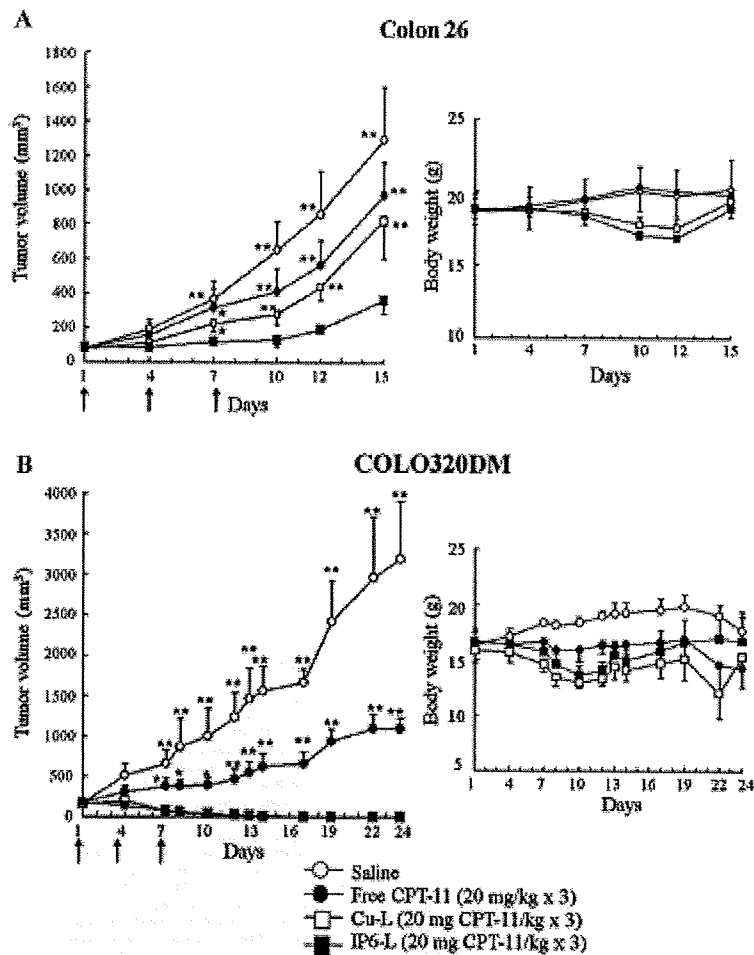 A
Colon 26
Tumor volume (mm³)
1800
1600
1400
1200
1000
800
600
400
200
0
1 4 7 10 12 15
Days
** ** ** ** ** ** ** ** ** ** * *
Body weight (g)
25
20
15
10
1 4 7 10 12 15
Days
B
COLO320DM
Tumor volume (mm³)
4000
3500
3000
2500
2000
1500
1000
500
0
1 4 7 10 13 16 19 22 24
Days
Body weight (g)
25
20
15
10
5
1 4 7 10 13 16 19 22 24
Days
Saline
Free CPT-11 (20 mg/kg x 3)
Cu-L (20 mg CPT-11/kg x 3)
IP6-L (20 mg CPT-11/kg x 3)